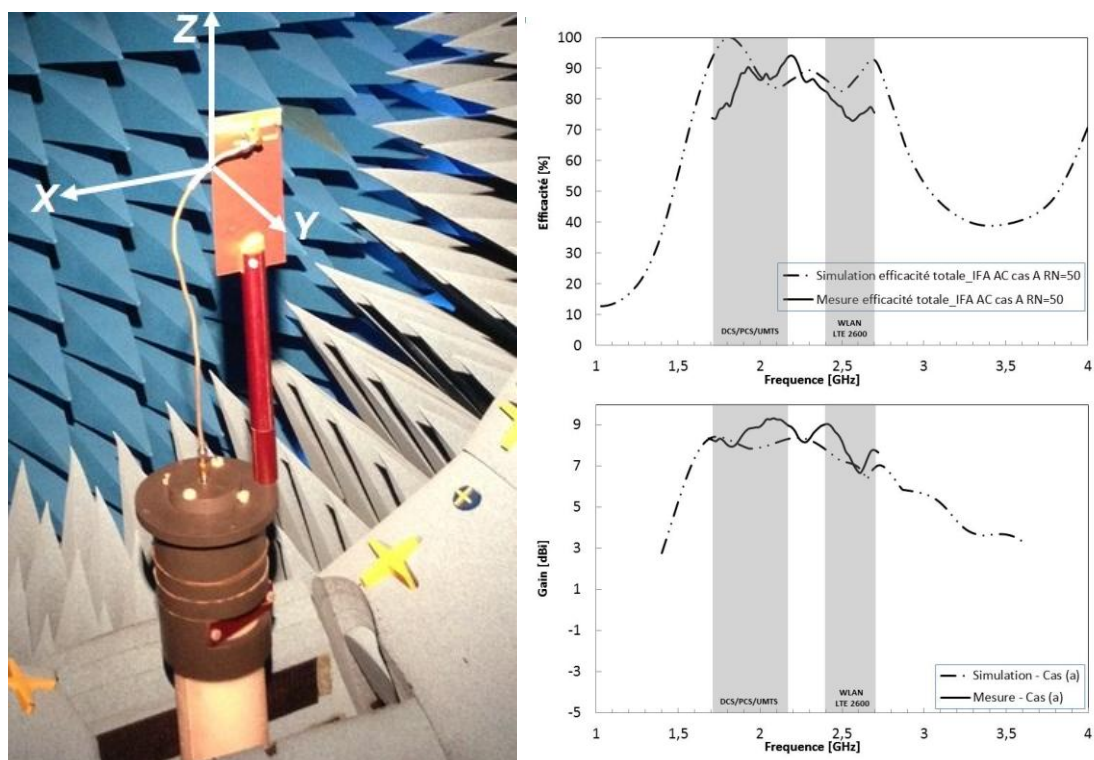 Z
X
Y
Efficacité [%]
100
90
80
70
60
50
40
30
20
10
0
Simulation efficacité totale_IFA AC cas A RN=50
Mesure efficacité totale_IFA AC cas A RN=50
DCS/PCS/UMTS
WLAN
LTE 2600
1 1,5 2 2,5 3 3,5 4
Frequence [GHz]
Gain [dBi]
9
7
5
3
1
-1
-3
-5
Simulation - Cas (a)
Mesure - Cas (a)
DCS/PCS/UMTS
WLAN
LTE 2600
1 1,5 2 2,5 3 3,5 4
Frequence [GHz]